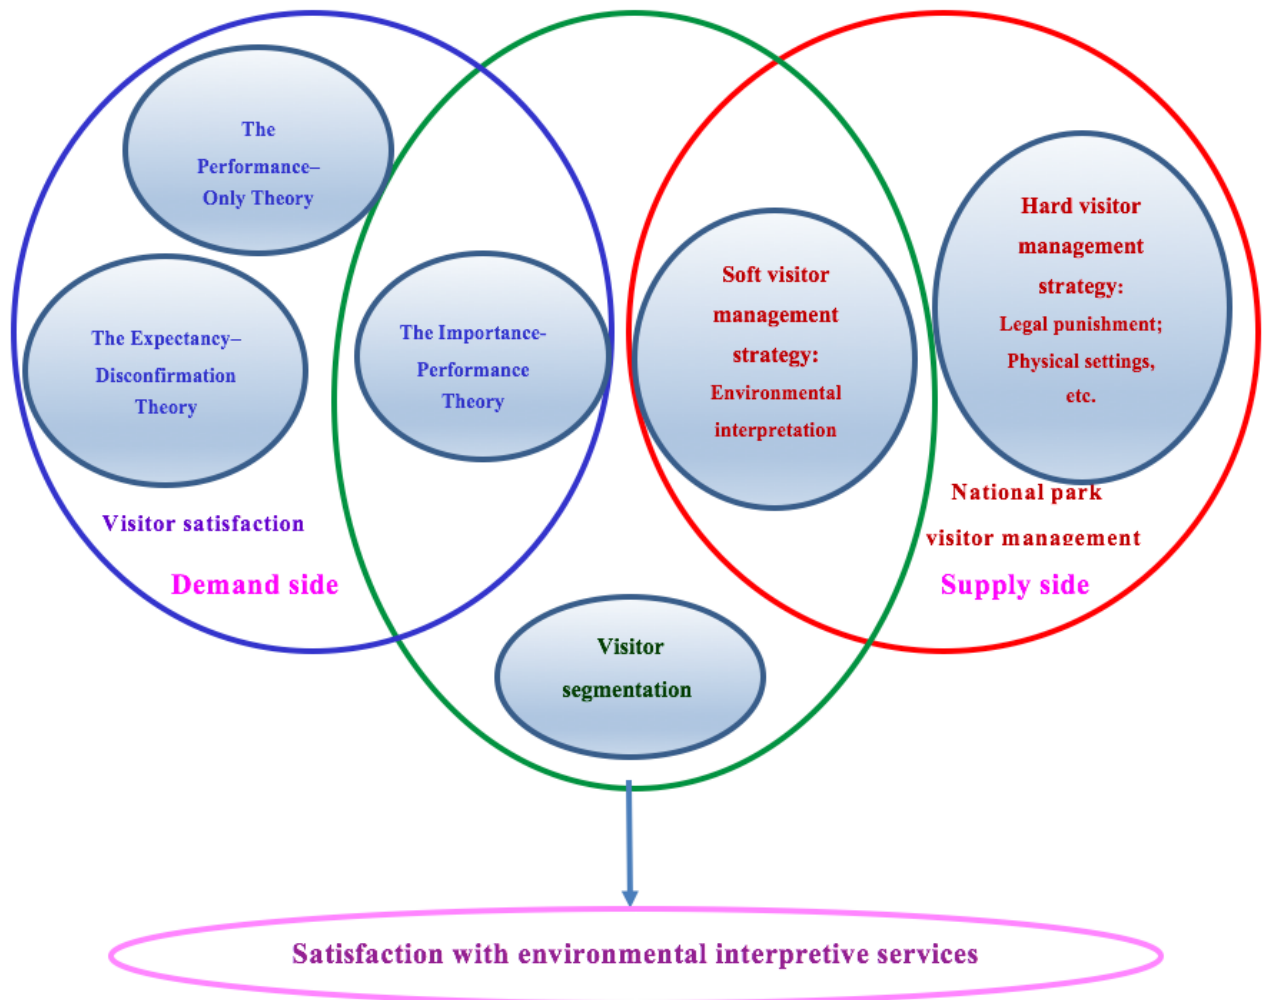 The
Performance–
Only Theory
The Expectancy–
Disconfirmation
Theory
The Importance-
Performance
Theory
Visitor satisfaction
Demand side
Soft visitor
management
strategy:
Environmental
interpretation
Hard visitor
management
strategy:
Legal punishment;
Physical settings,
etc.
National park
visitor management
Supply side
Visitor
segmentation
Satisfaction with environmental interpretive services